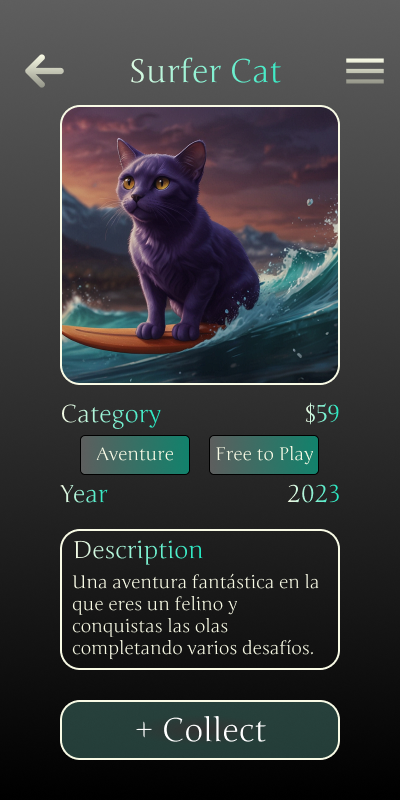 Surfer Cat
Category $59
Aventure Free to Play
Year 2023
Description
Una aventura fantástica en la
que eres un felino y
conquistas las olas
completando varios desafíos.
+ Collect